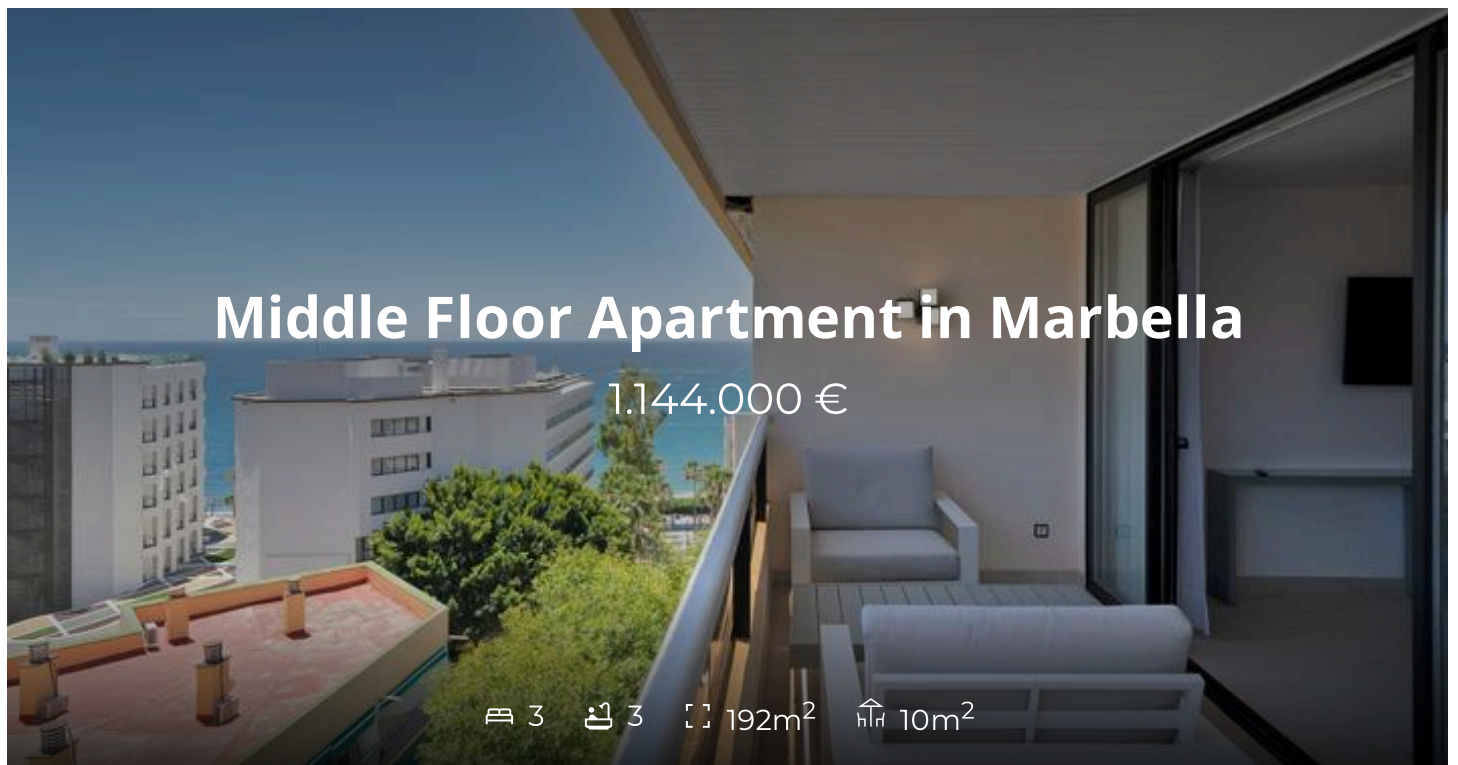 Middle Floor Apartment in Marbella
1.144.000 €
3 3 192m² 10m²